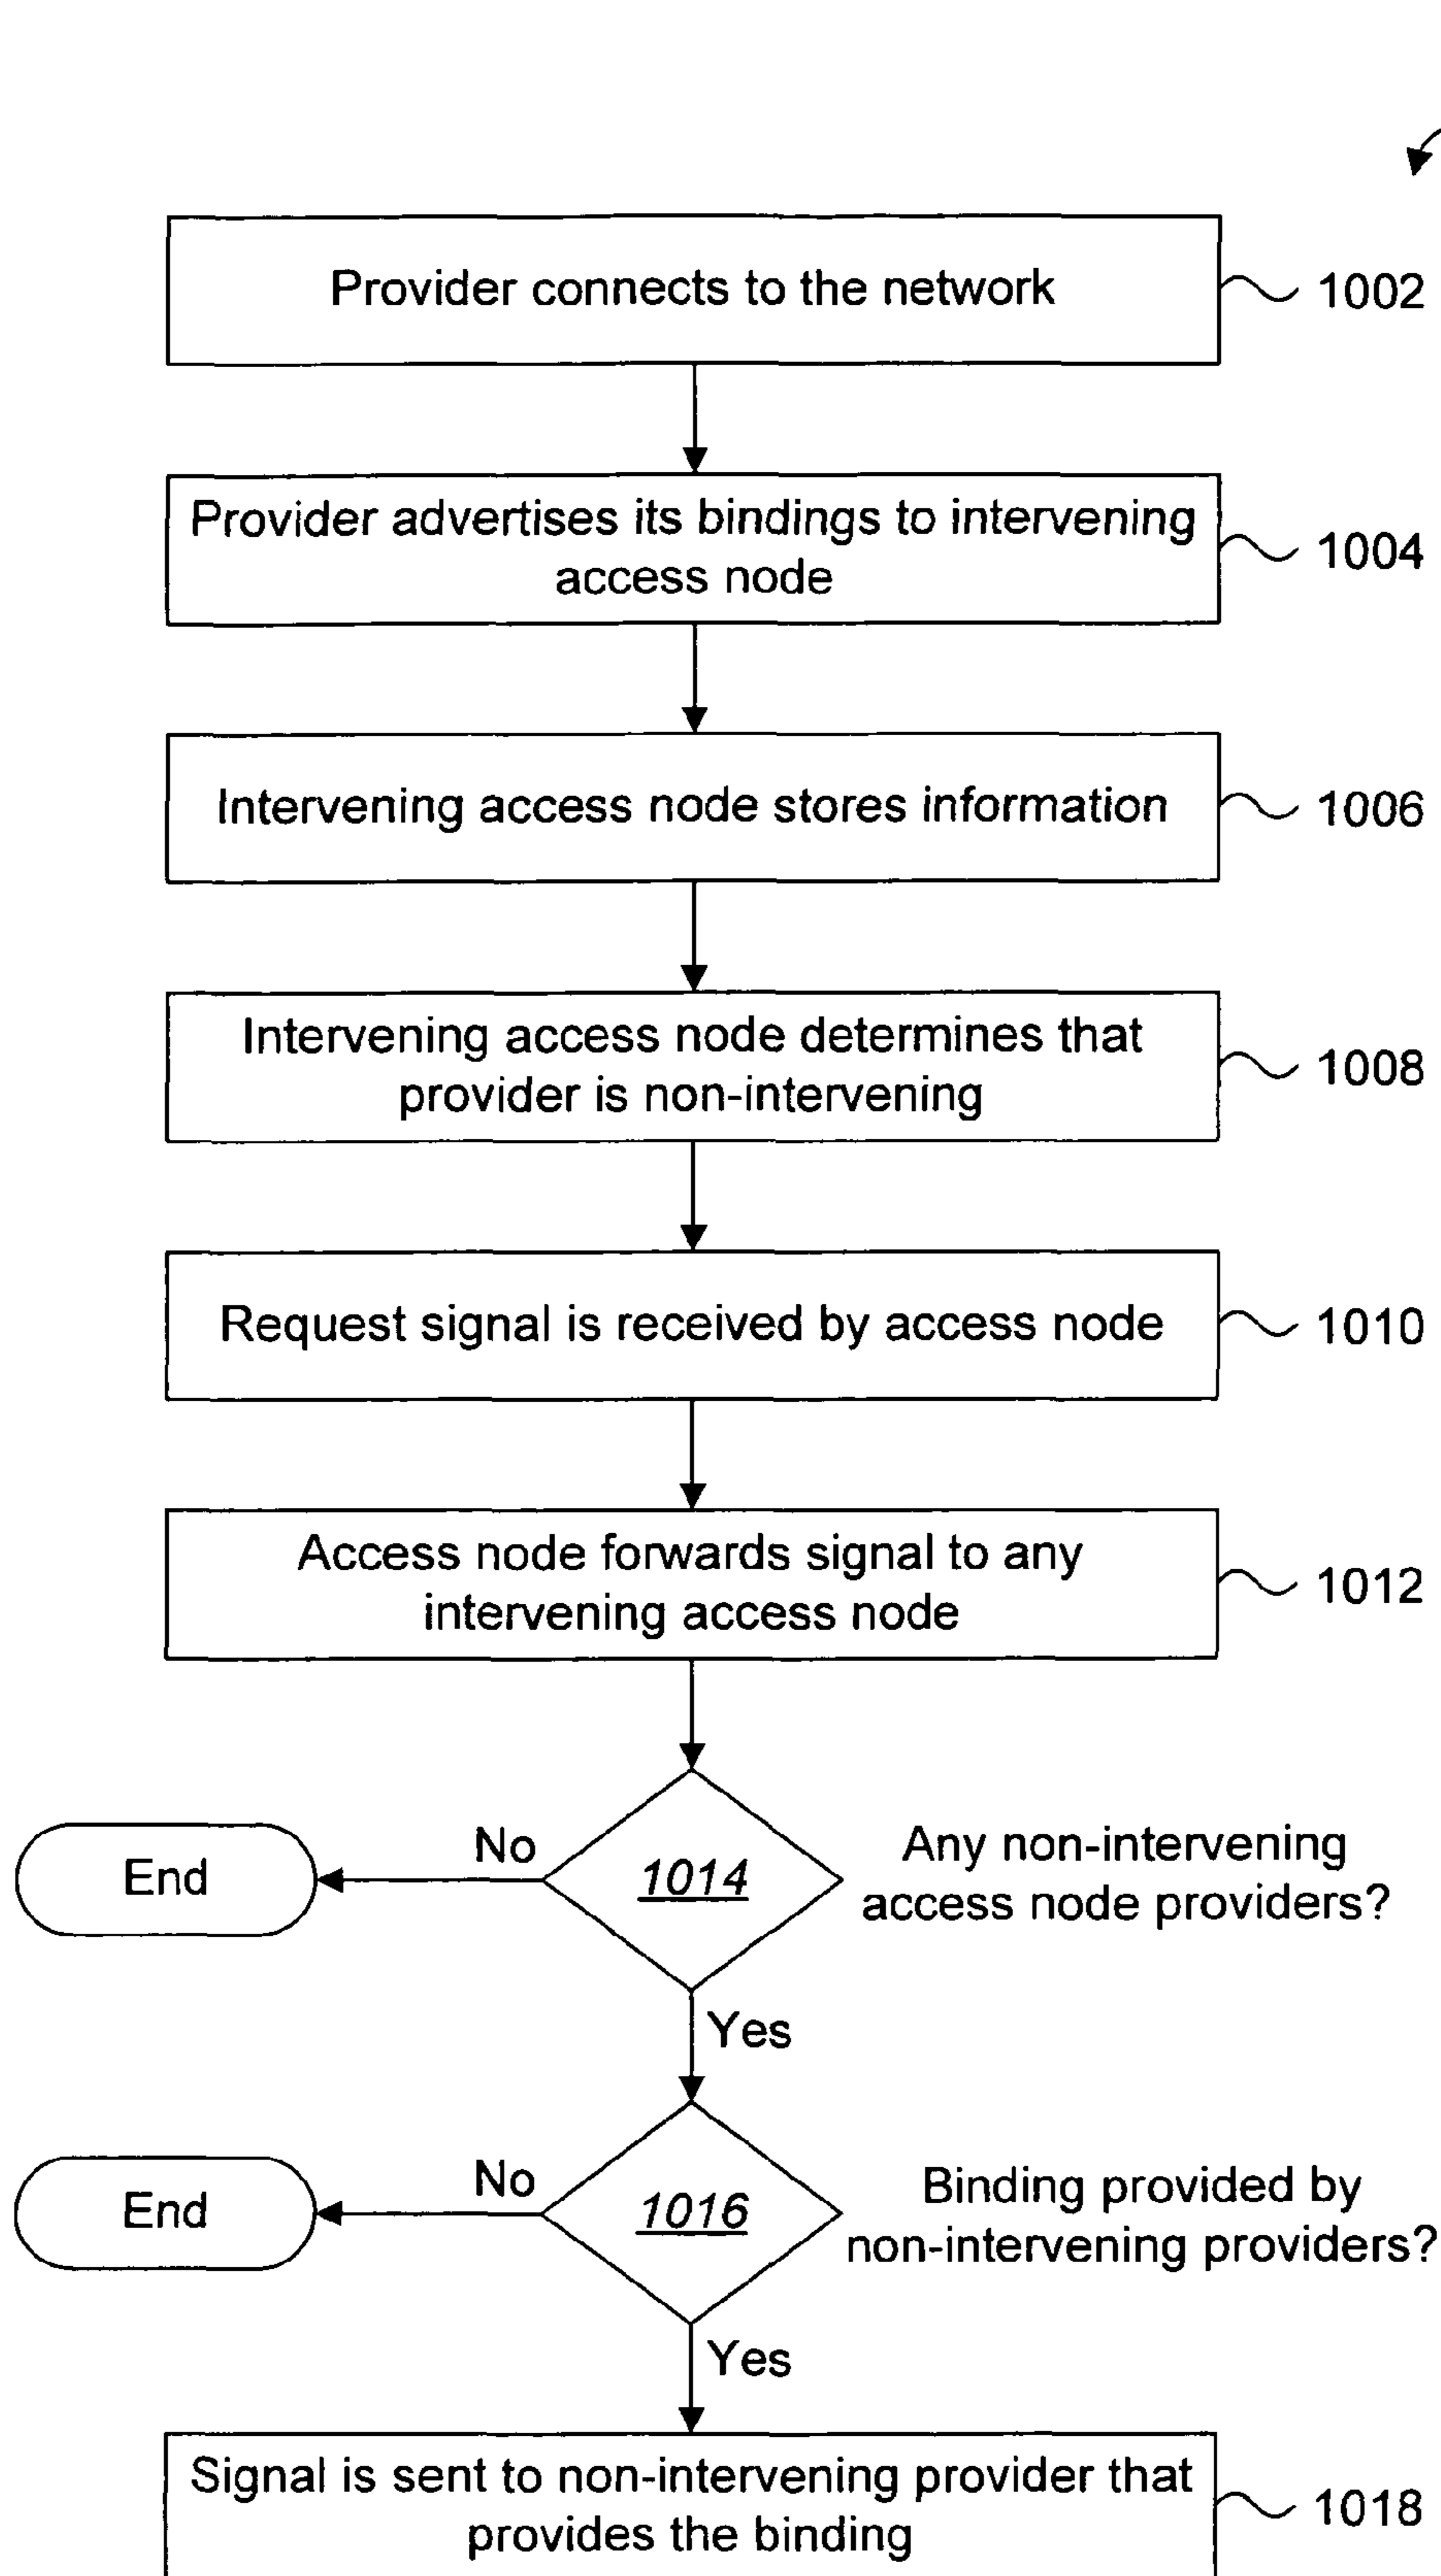 Provider connects to the network
1002
Provider advertises its bindings to intervening
access node
1004
Intervening access node stores information
1006
Intervening access node determines that
provider is non-intervening
1008
Request signal is received by access node
1010
Access node forwards signal to any
intervening access node
1012
End
No
1014
Any non-intervening
access node providers?
Yes
End
No
1016
Binding provided by
non-intervening providers?
Yes
Signal is sent to non-intervening provider that
provides the binding
1018